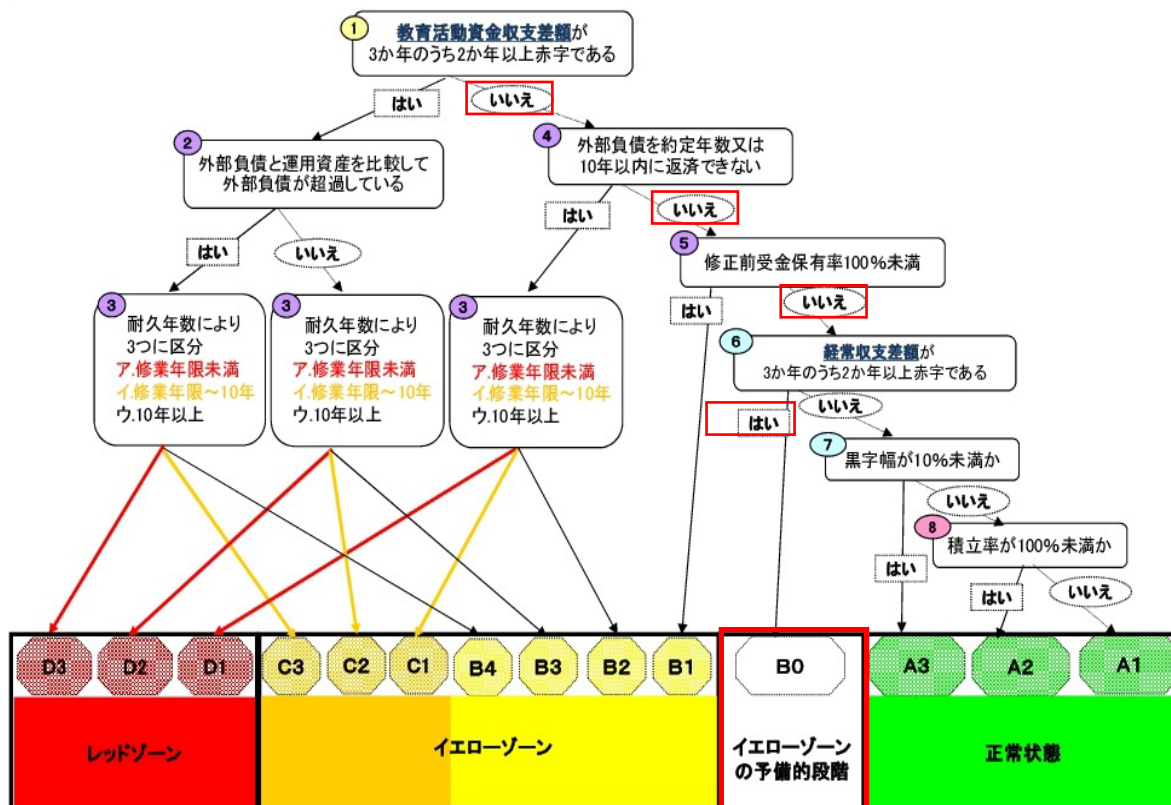 1
教育活動資金収支差額が
3か年のうち2か年以上赤字である
はい
いいえ
2
外部負債と運用資産を比較して
外部負債が超過している
4
外部負債を約定年数又は
10年以内に返済できない
はい
いいえ
はい
いいえ
5
修正前受金保有率100%未満
3
耐久年数により
3つに区分
ア.修業年限未満
イ.修業年限~10年
ウ.10年以上
3
耐久年数により
3つに区分
ア.修業年限未満
イ.修業年限~10年
ウ.10年以上
3
耐久年数により
3つに区分
ア.修業年限未満
イ.修業年限~10年
ウ.10年以上
はい
いいえ
6
経常収支差額が
3か年のうち2か年以上赤字である
はい
いいえ
7
黒字幅が10%未満か
はい
いいえ
8
積立率が100%未満か
はい
いいえ
D3
D2
D1
C3
C2
C1
B4
B3
B2
B1
B0
A3
A2
A1
レッドゾーン
イエローゾーン
イエローゾーン
の予備的段階
正常状態